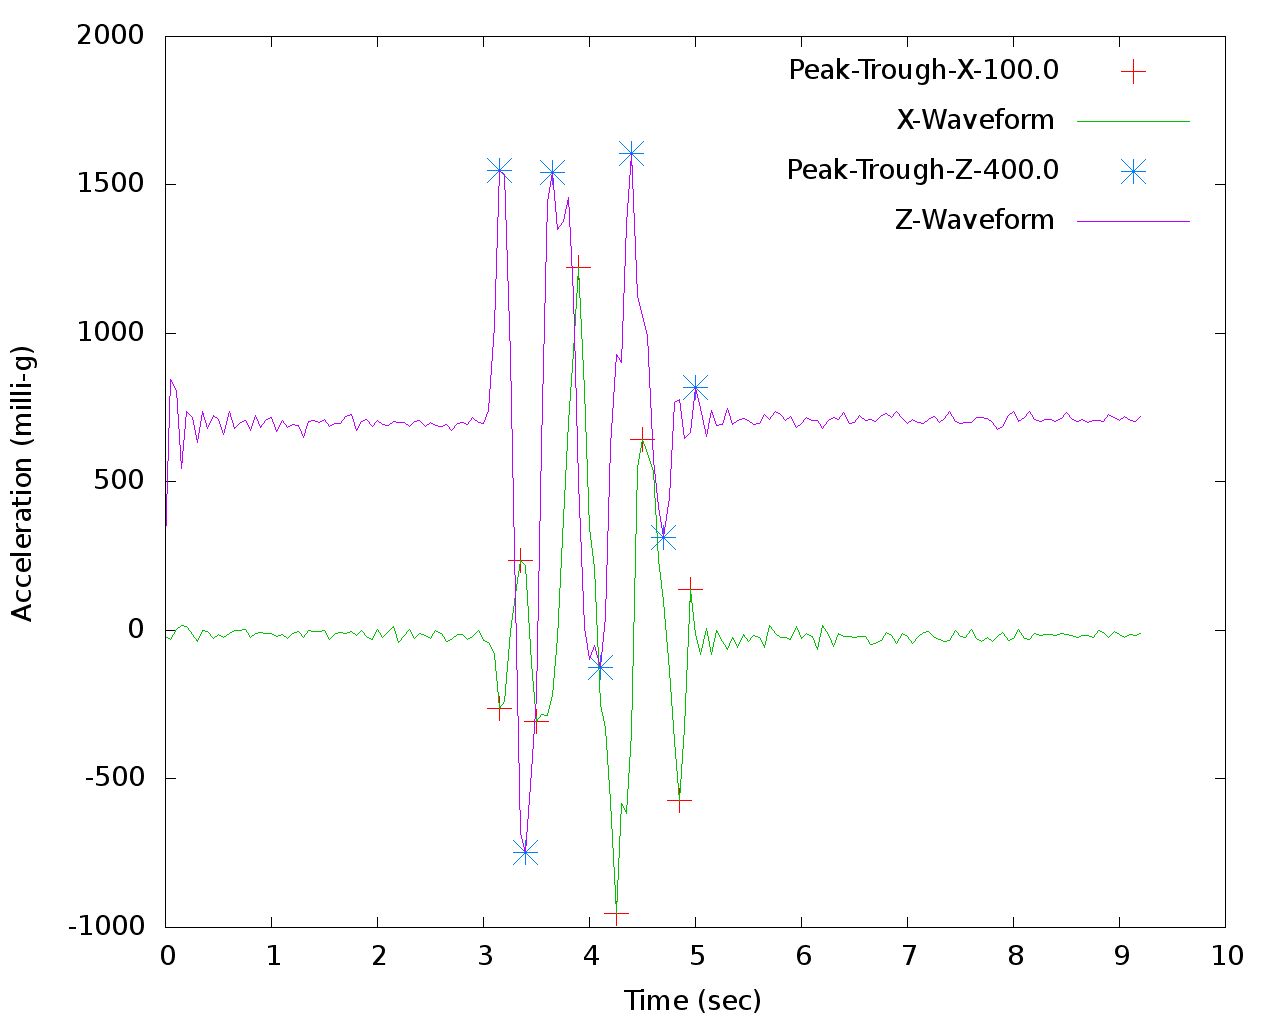 2000
1500
1000
500
0
-500
-1000
0 1 2 3 4 5 6 7 8 9 10
Acceleration (milli-g)
Time (sec)
Peak-Trough-X-100.0
X-Waveform
Peak-Trough-Z-400.0
Z-Waveform